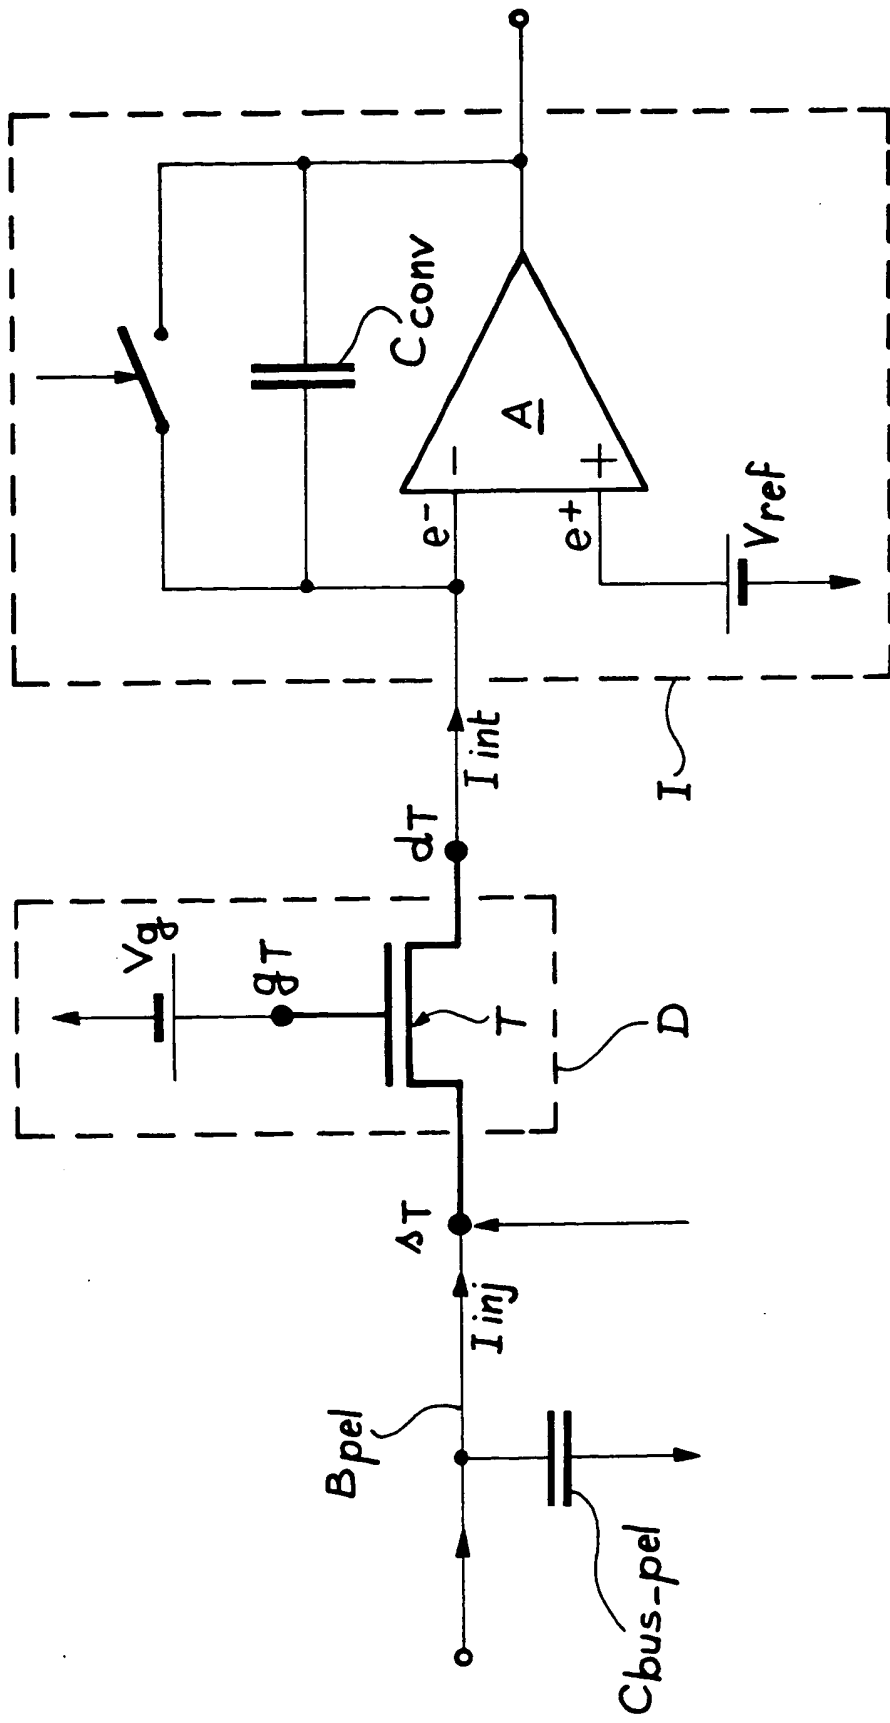 Cbus-pel
Bpel
Iinj
sT
D
T
gT
Vg
dT
Iint
I
e-
e+
Vref
-
+
A
Cconv